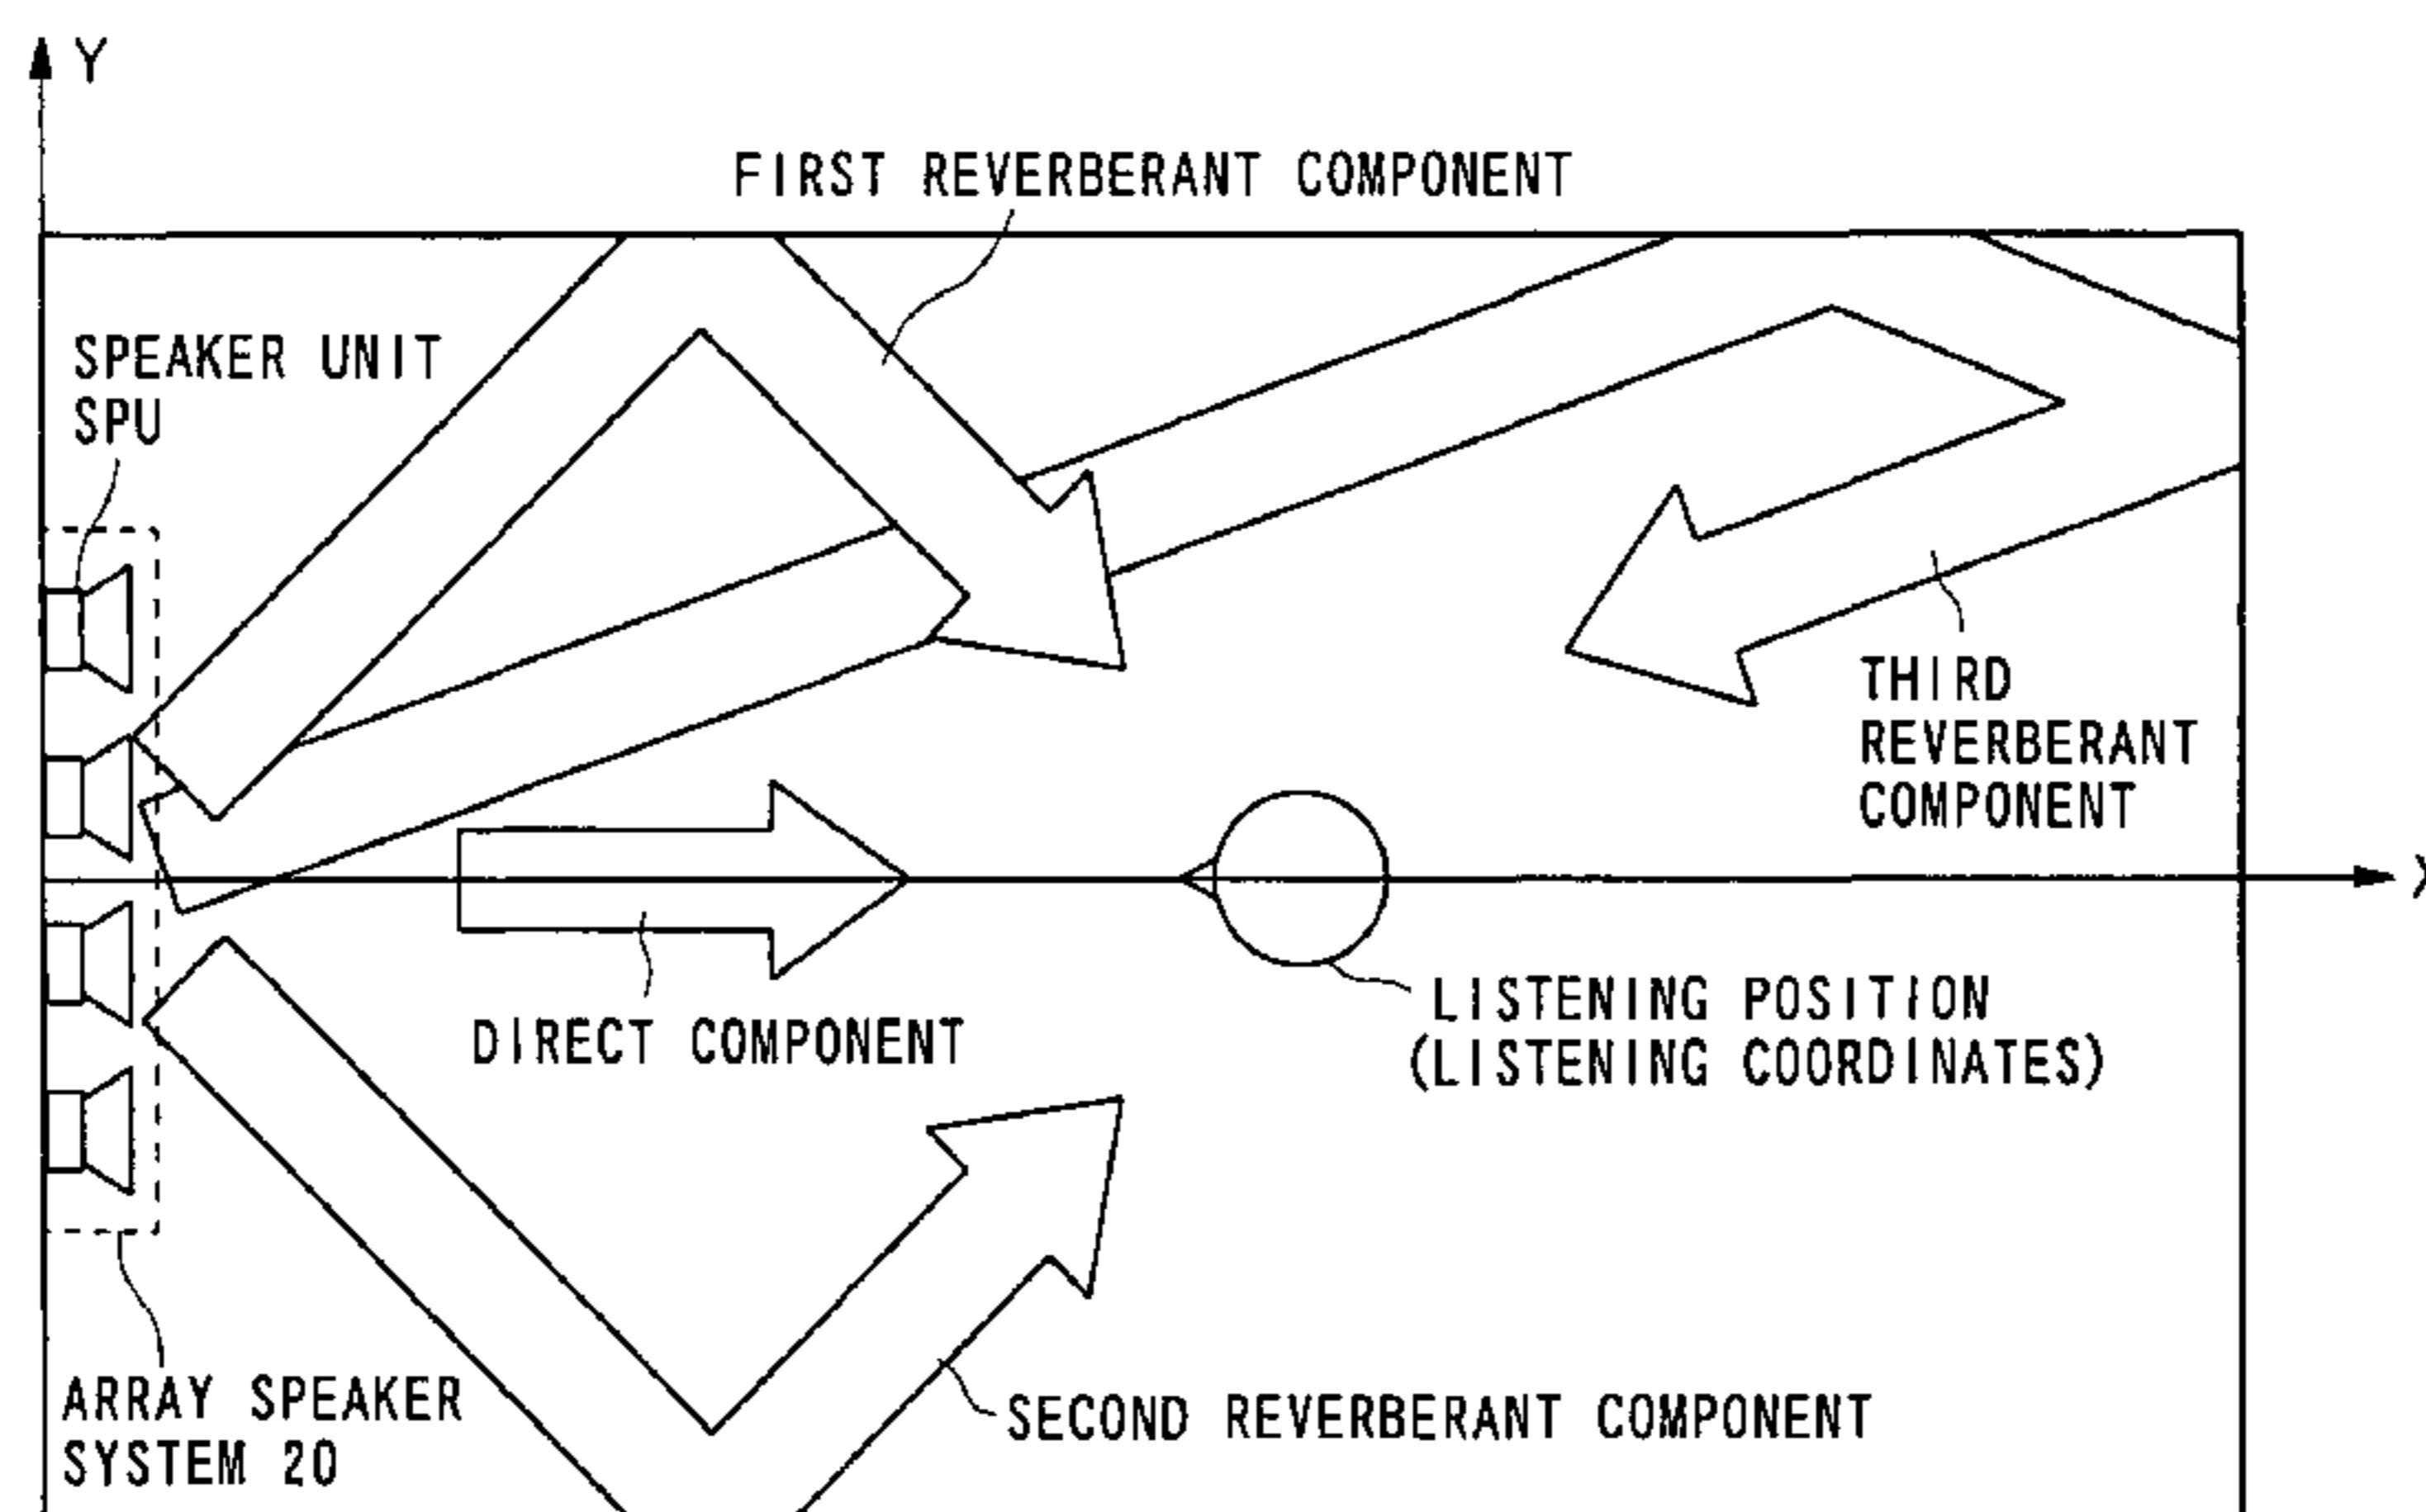 Y
FIRST REVERBERANT COMPONENT
SPEAKER UNIT
SPU
THIRD
REVERBERANT
COMPONENT
X
LISTENING POSITION
(LISTENING COORDINATES)
DIRECT COMPONENT
ARRAY SPEAKER
SYSTEM 20
SECOND REVERBERANT COMPONENT